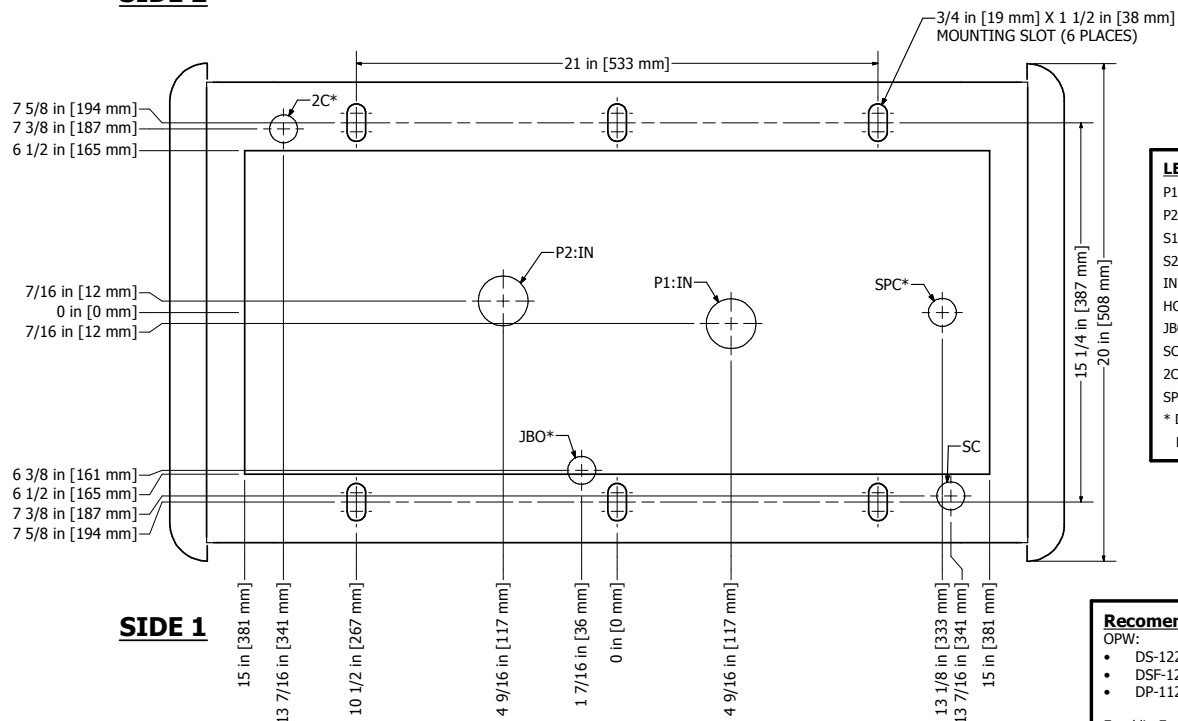 3/4 in [19 mm] X 1 1/2 in [38 mm]
MOUNTING SLOT (6 PLACES)
21 in [533 mm]
2C*
7 5/8 in [194 mm]
7 3/8 in [187 mm]
6 1/2 in [165 mm]
P2:IN
P1:IN
SPC*
7/16 in [12 mm]
0 in [0 mm]
7/16 in [12 mm]
15 1/4 in [387 mm]
20 in [508 mm]
JBO*
SC
6 3/8 in [161 mm]
6 1/2 in [165 mm]
7 3/8 in [187 mm]
7 5/8 in [194 mm]
SIDE 1
15 in [381 mm]
13 7/16 in [341 mm]
10 1/2 in [267 mm]
4 9/16 in [117 mm]
1 7/16 in [36 mm]
0 in [0 mm]
4 9/16 in [117 mm]
13 1/8 in [333 mm]
13 7/16 in [341 mm]
15 in [381 mm]
P1
P2
S1
S2
IN
SC
SP
* D
Recomen
OPW:
• DS-122
• DSF-12
• DP-112